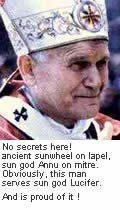 No secrets here!
ancient sunwheel on lapel,
sun god Annu on mitre.
Obviously, this man
serves sun god Lucifer.
And is proud of it !